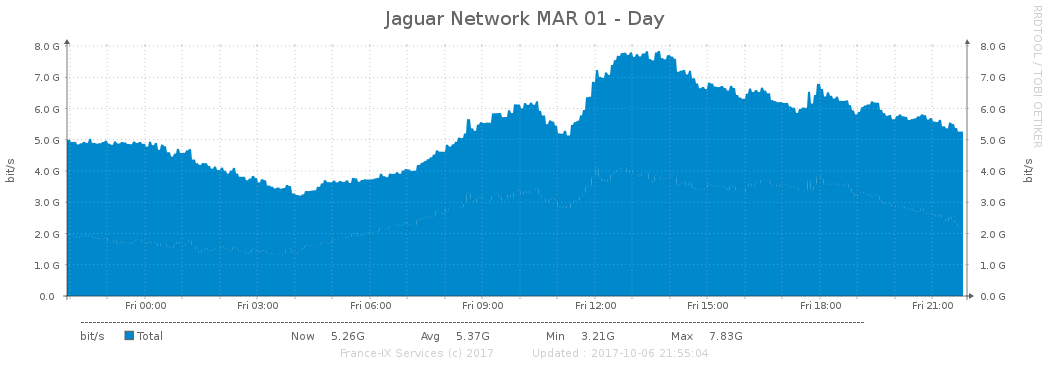 Jaguar Network MAR 01 - Day
RRDTOOL / TOBI OETIKER
8.0 G 8.0 G
7.0 G 7.0 G
6.0 G 6.0 G
5.0 G 5.0 G
4.0 G 4.0 G
3.0 G 3.0 G
2.0 G 2.0 G
1.0 G 1.0 G
0.0 0.0 G
bit/s
bit/s
Fri 00:00 Fri 03:00 Fri 06:00 Fri 09:00 Fri 12:00 Fri 15:00 Fri 18:00 Fri 21:00
bit/s Total Now 5.26G Avg 5.37G Min 3.21G Max 7.83G
France-IX Services (c) 2017 Updated : 2017-10-06 21:55:04